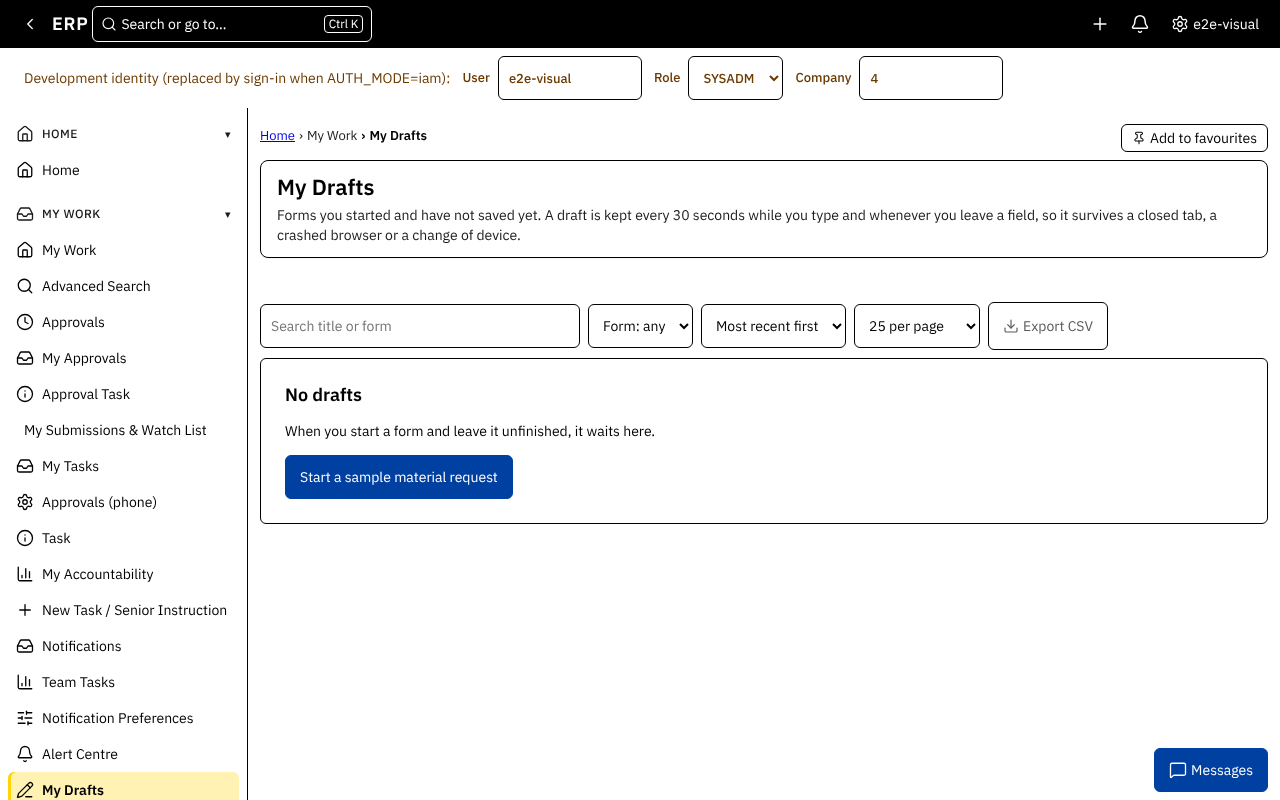 ERP
Search or go to...
Ctrl K
e2e-visual
Development identity (replaced by sign-in when AUTH_MODE=iam):
User
e2e-visual
Role
SYSADM
Company
4
HOME
Home
MY WORK
My Work
Advanced Search
Approvals
My Approvals
Approval Task
My Submissions & Watch List
My Tasks
Approvals (phone)
Task
My Accountability
New Task / Senior Instruction
Notifications
Team Tasks
Notification Preferences
Alert Centre
My Drafts
Home › My Work › My Drafts
Add to favourites
My Drafts
Forms you started and have not saved yet. A draft is kept every 30 seconds while you type and whenever you leave a field, so it survives a closed tab, a
crashed browser or a change of device.
Search title or form
Form: any
Most recent first
25 per page
Export CSV
No drafts
When you start a form and leave it unfinished, it waits here.
Start a sample material request
Messages